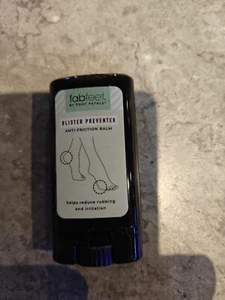 fabfeet
BY FOOT PETALS
BLISTER PREVENTER
ANTI-FRICTION BALM
helps reduce rubbing
and irritation